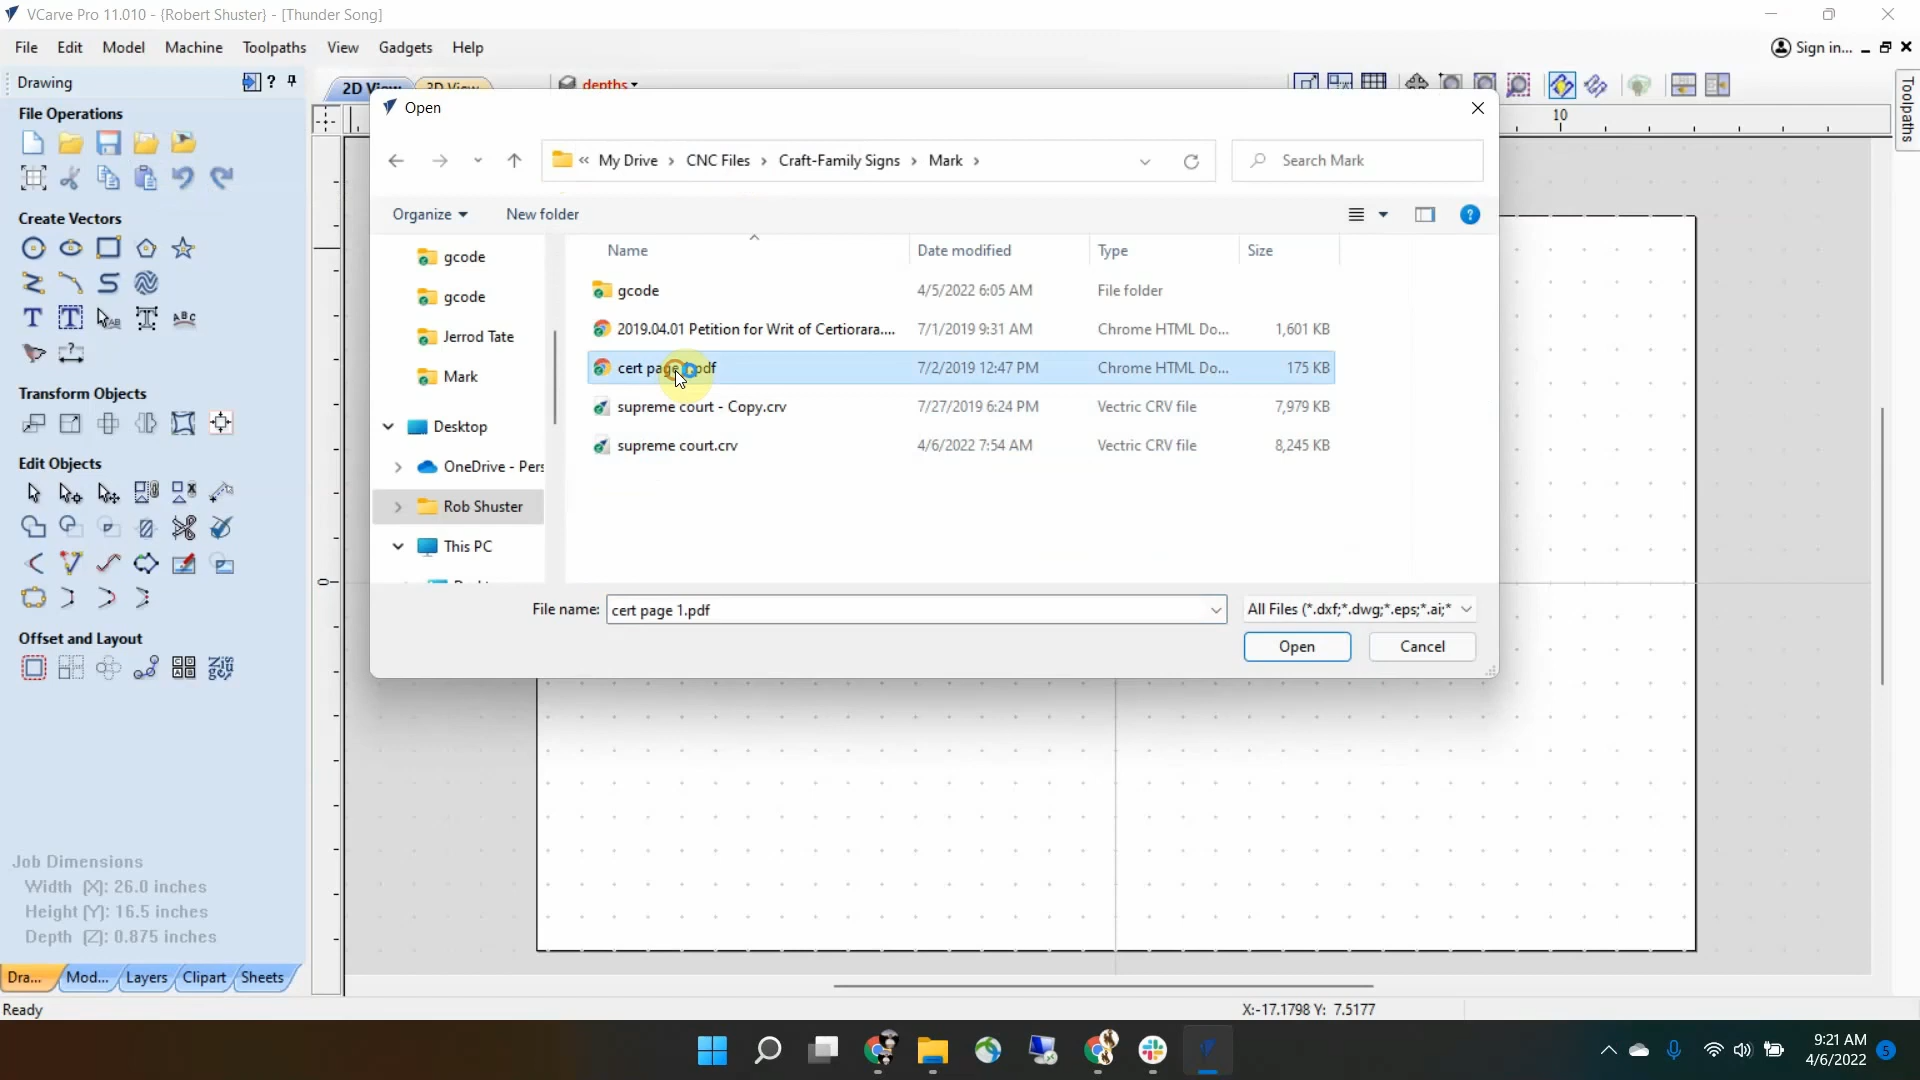 VCarve Pro 11.010 - {Robert Shuster} - [Thunder Song]
File Edit Model Machine Toolpaths View Gadgets Help
Sign in...
Drawing
2D View 3D View depths
Toolpaths
File Operations
Create Vectors
Transform Objects
Edit Objects
Offset and Layout
Job Dimensions
Width (X): 26.0 inches
Height (Y): 16.5 inches
Depth (Z): 0.875 inches
Dra... Mod... Layers Clipart Sheets
10
0
Open
« My Drive › CNC Files › Craft-Family Signs › Mark ›
Search Mark
Organize New folder
Name Date modified Type Size
gcode
gcode
Jerrod Tate
Mark
Desktop
OneDrive - Pers
Rob Shuster
This PC
gcode 4/5/2022 6:05 AM File folder
2019.04.01 Petition for Writ of Certiorara.... 7/1/2019 9:31 AM Chrome HTML Do... 1,601 KB
cert page 1.pdf 7/2/2019 12:47 PM Chrome HTML Do... 175 KB
supreme court - Copy.crv 7/27/2019 6:24 PM Vectric CRV file 7,979 KB
supreme court.crv 4/6/2022 7:54 AM Vectric CRV file 8,245 KB
File name: cert page 1.pdf
All Files (*.dxf;*.dwg;*.eps;*.ai;*
Open Cancel
Ready
X:-17.1798 Y: 7.5177
9:21 AM
4/6/2022
5